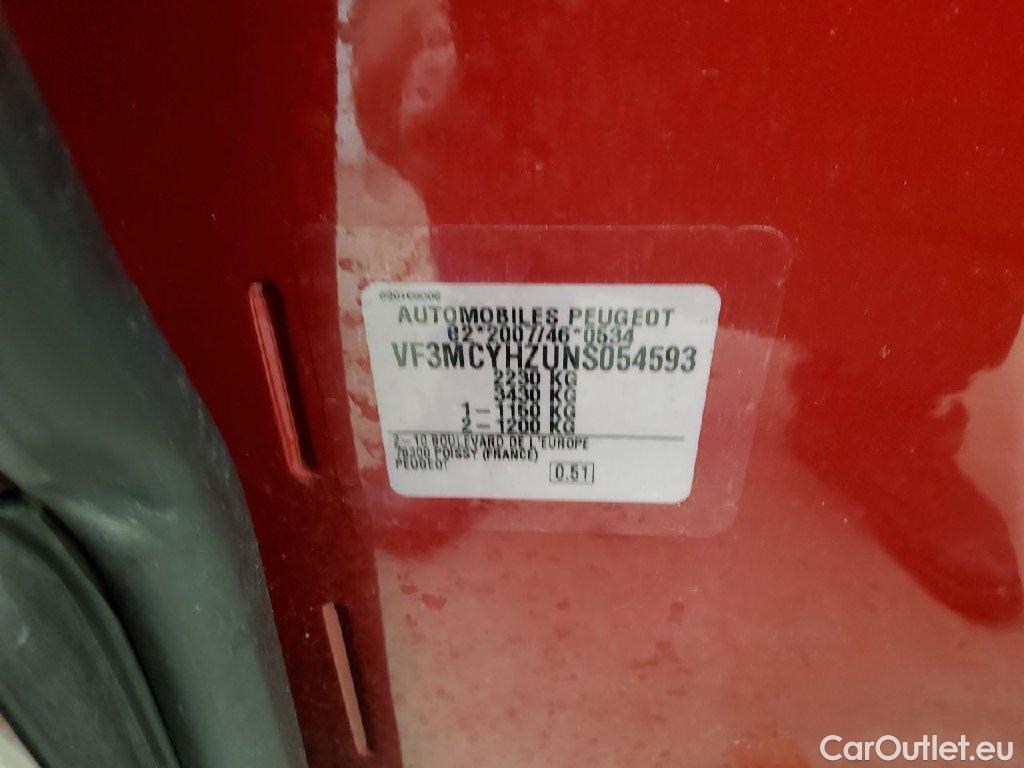 AUTOMOBILES PEUGEOT
e2*2007/46*0534
VF3MCYHZUNS054593
2230 KG
3430 KG
1 – 1150 KG
2 – 1200 KG
2 – 10 BOULEVARD DE L'EUROPE
78300 POISSY (FRANCE)
PEUGEOT
0.51
CarOutlet.eu